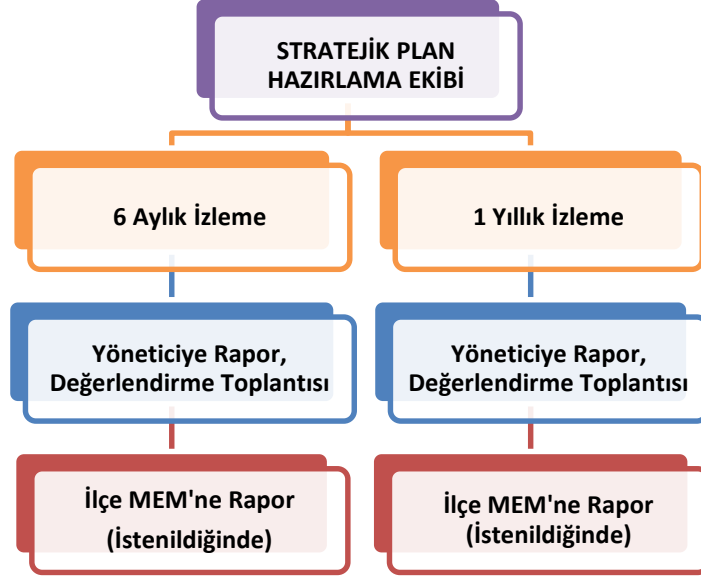 STRATEJİK PLAN
HAZIRLAMA EKİBİ
6 Aylık İzleme
1 Yıllık İzleme
Yöneticiye Rapor,
Değerlendirme Toplantısı
Yöneticiye Rapor,
Değerlendirme Toplantısı
İlçe MEM'ne Rapor
(İstenildiğinde)
İlçe MEM'ne Rapor
(İstenildiğinde)